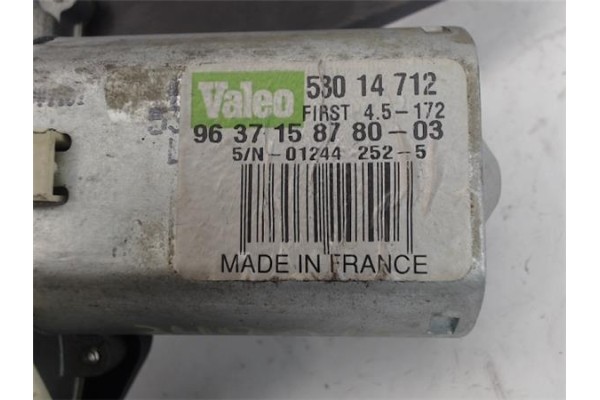 Valeo 530 14 712
FIRST 4.5-172
96 37 15 87 80-03
S/N-01244 252-5
MADE IN FRANCE